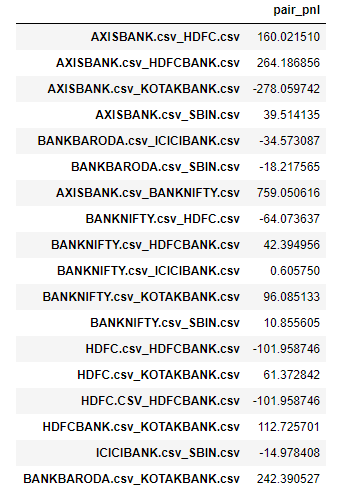 pair_pnl
AXISBANK.csv_HDFC.csv 160.021510
AXISBANK.csv_HDFCBANK.csv 264.186856
AXISBANK.csv_KOTAKBANK.csv -278.059742
AXISBANK.csv_SBIN.csv 39.514135
BANKBARODA.csv_ICICIBANK.csv -34.573087
BANKBARODA.csv_SBIN.csv -18.217565
AXISBANK.csv_BANKNIFTY.csv 759.050616
BANKNIFTY.csv_HDFC.csv -64.073637
BANKNIFTY.csv_HDFCBANK.csv 42.394956
BANKNIFTY.csv_ICICIBANK.csv 0.605750
BANKNIFTY.csv_KOTAKBANK.csv 96.085133
BANKNIFTY.csv_SBIN.csv 10.855605
HDFC.csv_HDFCBANK.csv -101.958746
HDFC.csv_KOTAKBANK.csv 61.372842
HDFC.CSV_HDFCBANK.csv -101.958746
HDFCBANK.csv_KOTAKBANK.csv 112.725701
ICICIBANK.csv_SBIN.csv -14.978408
BANKBARODA.csv_KOTAKBANK.csv 242.390527